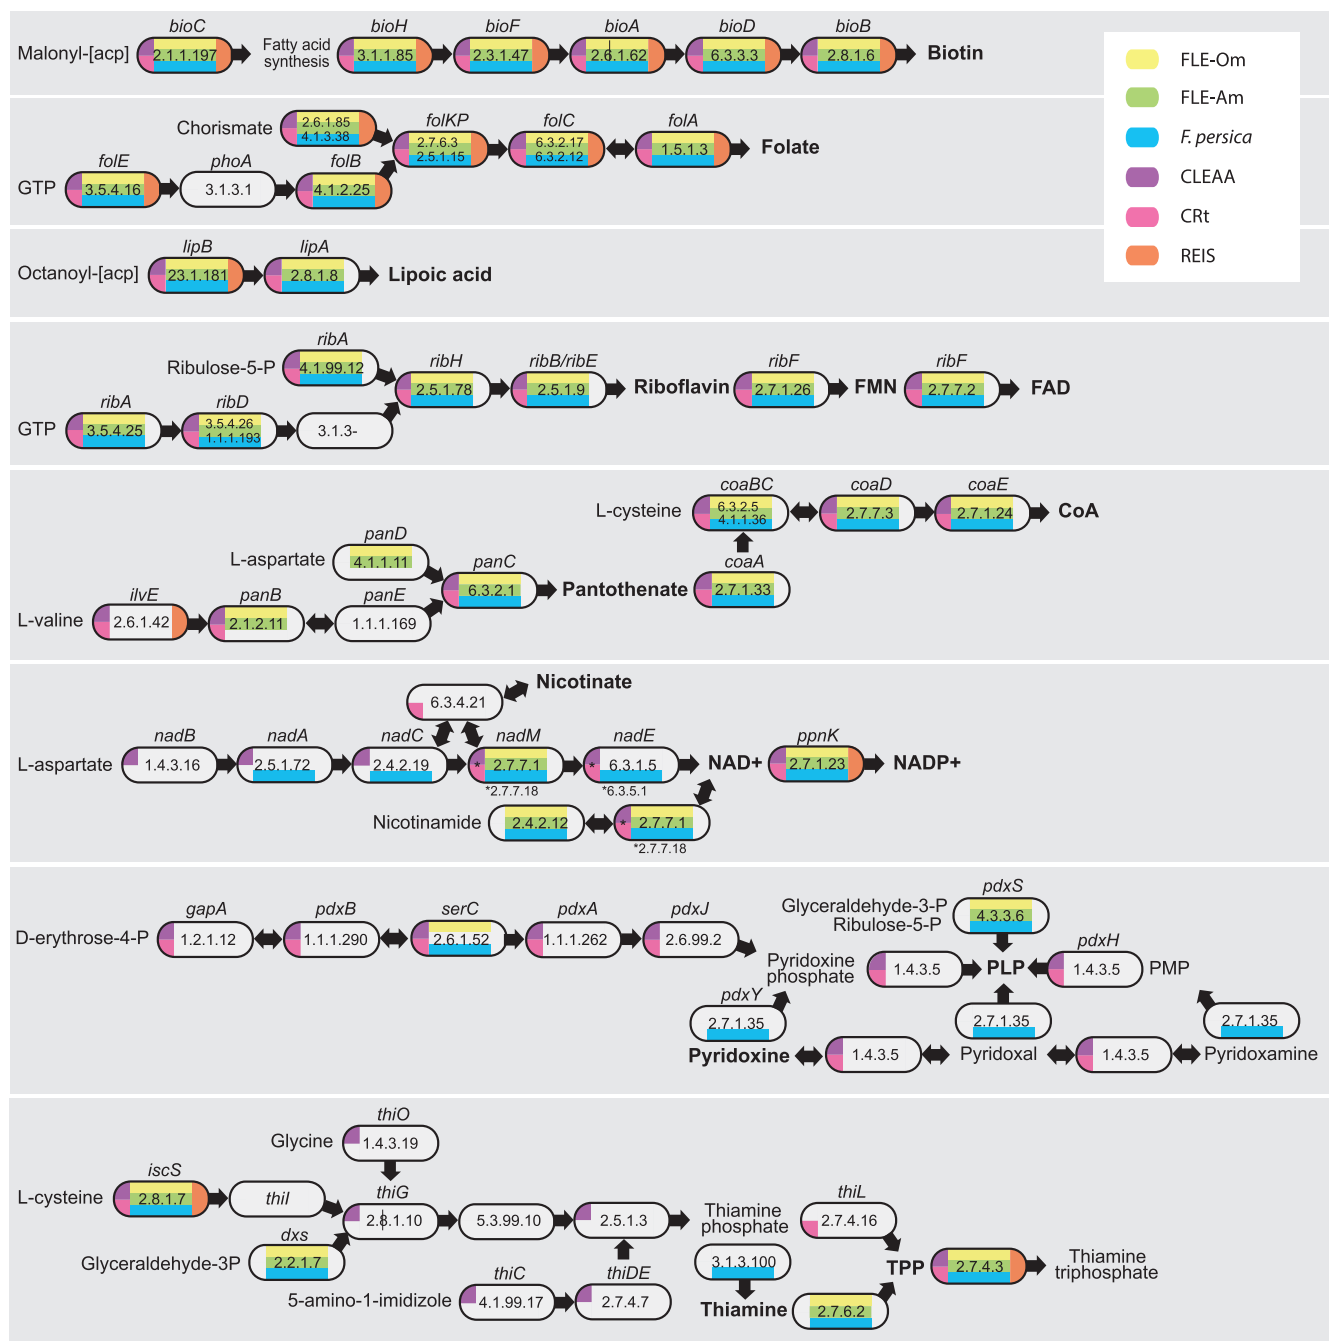 bioC
bioH
bioF
bioA
bioD
bioB
Malonyl-[acp]
2.1.1.197
Fatty acid
synthesis
3.1.1.85
2.3.1.47
2.6.1.62
6.3.3.3
2.8.1.6
Biotin
FLE-Om
FLE-Am
F. persica
CLEAA
CRt
REIS
Chorismate
2.6.1.85
4.1.3.38
folKP
2.7.6.3
2.5.1.15
folC
6.3.2.17
6.3.2.12
folA
1.5.1.3
Folate
folE
phoA
folB
GTP
3.5.4.16
3.1.3.1
4.1.2.25
lipB
lipA
Octanoyl-[acp]
23.1.181
2.8.1.8
Lipoic acid
ribA
Ribulose-5-P
4.1.99.12
ribH
2.5.1.78
ribB/ribE
2.5.1.9
Riboflavin
ribF
2.7.1.26
FMN
ribF
2.7.7.2
FAD
ribA
ribD
GTP
3.5.4.25
3.5.4.26
1.1.1.193
3.1.3-
coaBC
coaD
coaE
L-cysteine
6.3.2.5
4.1.1.36
2.7.7.3
2.7.1.24
CoA
panD
L-aspartate
4.1.1.11
panC
6.3.2.1
Pantothenate
coaA
2.7.1.33
ilvE
panB
panE
L-valine
2.6.1.42
2.1.2.11
1.1.1.169
Nicotinate
6.3.4.21
nadB
nadA
nadC
nadM
nadE
ppnK
L-aspartate
1.4.3.16
2.5.1.72
2.4.2.19
*
2.7.7.1
*
6.3.1.5
NAD+
2.7.1.23
NADP+
*2.7.7.18
*6.3.5.1
Nicotinamide
2.4.2.12
*
2.7.7.1
*2.7.7.18
gapA
pdxB
serC
pdxA
pdxJ
D-erythrose-4-P
1.2.1.12
1.1.1.290
2.6.1.52
1.1.1.262
2.6.99.2
pdxS
Glyceraldehyde-3-P
Ribulose-5-P
4.3.3.6
pdxH
Pyridoxine
phosphate
1.4.3.5
PLP
1.4.3.5
PMP
pdxY
2.7.1.35
2.7.1.35
2.7.1.35
Pyridoxine
1.4.3.5
Pyridoxal
1.4.3.5
Pyridoxamine
thiO
Glycine
1.4.3.19
iscS
thiG
thiL
L-cysteine
2.8.1.7
thiI
2.8.1.10
5.3.99.10
2.5.1.3
Thiamine
phosphate
2.7.4.16
dxs
Glyceraldehyde-3P
2.2.1.7
3.1.3.100
TPP
2.7.4.3
Thiamine
triphosphate
thiC
thiDE
5-amino-1-imidizole
4.1.99.17
2.7.4.7
Thiamine
2.7.6.2